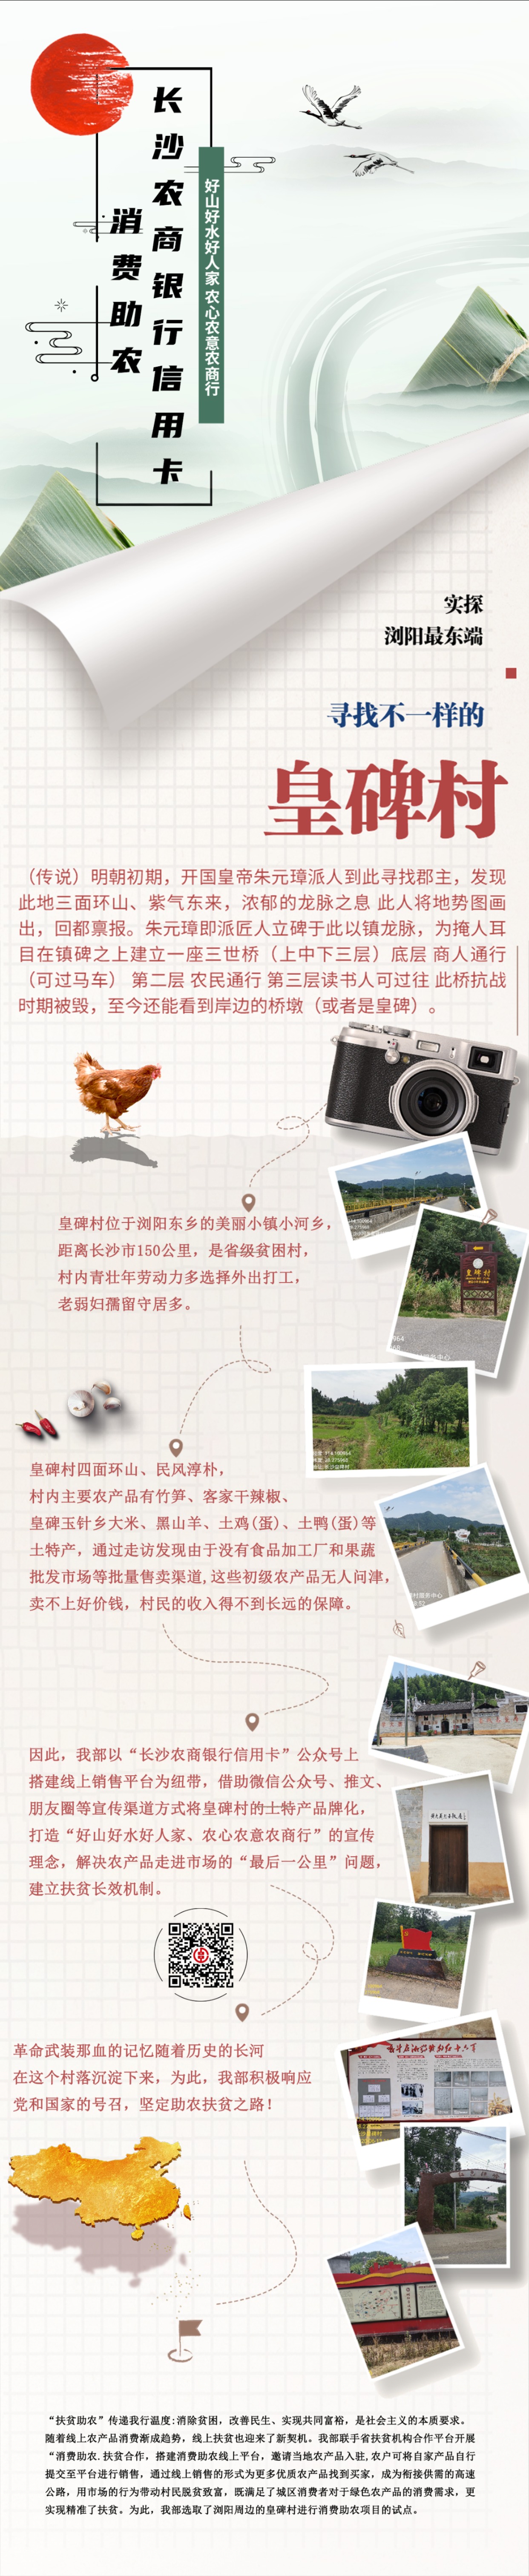 长沙农商银行信用卡
消费助农
好山好水好人家 农心农意农商行
实探
浏阳最东端
寻找不一样的
皇碑村
（传说）明朝初期，开国皇帝朱元璋派人到此寻找郡主，发现
此地三面环山、紫气东来，浓郁的龙脉之息 此人将地势图画
出，回都禀报。朱元璋即派匠人立碑于此以镇龙脉，为掩人耳
目在镇碑之上建立一座三世桥（上中下三层）底层 商人通行
（可过马车） 第二层 农民通行 第三层读书人可过往 此桥抗战
时期被毁，至今还能看到岸边的桥墩（或者是皇碑）。
皇碑村位于浏阳东乡的美丽小镇小河乡，
距离长沙市150公里，是省级贫困村，
村内青壮年劳动力多选择外出打工，
老弱妇孺留守居多。
皇碑村
皇碑村四面环山、民风淳朴，
村内主要农产品有竹笋、客家干辣椒、
皇碑玉针乡大米、黑山羊、土鸡(蛋)、土鸭(蛋)等
土特产，通过走访发现由于没有食品加工厂和果蔬
批发市场等批量售卖渠道,这些初级农产品无人问津，
卖不上好价钱，村民的收入得不到长远的保障。
因此，我部以“长沙农商银行信用卡”公众号上
搭建线上销售平台为纽带，借助微信公众号、推文、
朋友圈等宣传渠道方式将皇碑村的土特产品牌化，
打造“好山好水好人家、农心农意农商行”的宣传
理念，解决农产品走进市场的“最后一公里”问题，
建立扶贫长效机制。
革命武装那血的记忆随着历史的长河
在这个村落沉淀下来，为此，我部积极响应
党和国家的号召，坚定助农扶贫之路！
“扶贫助农”传递我行温度:消除贫困，改善民生、实现共同富裕，是社会主义的本质要求。
随着线上农产品消费渐成趋势，线上扶贫也迎来了新契机。我部联手省扶贫机构合作平台开展
“消费助农.扶贫合作，搭建消费助农线上平台，邀请当地农产品入驻,农户可将自家产品自行
提交至平台进行销售，通过线上销售的形式为更多优质农产品找到买家，成为衔接供需的高速
公路，用市场的行为带动村民脱贫致富，既满足了城区消费者对于绿色农产品的消费需求，更
实现精准了扶贫。为此，我部选取了浏阳周边的皇碑村进行消费助农项目的试点。